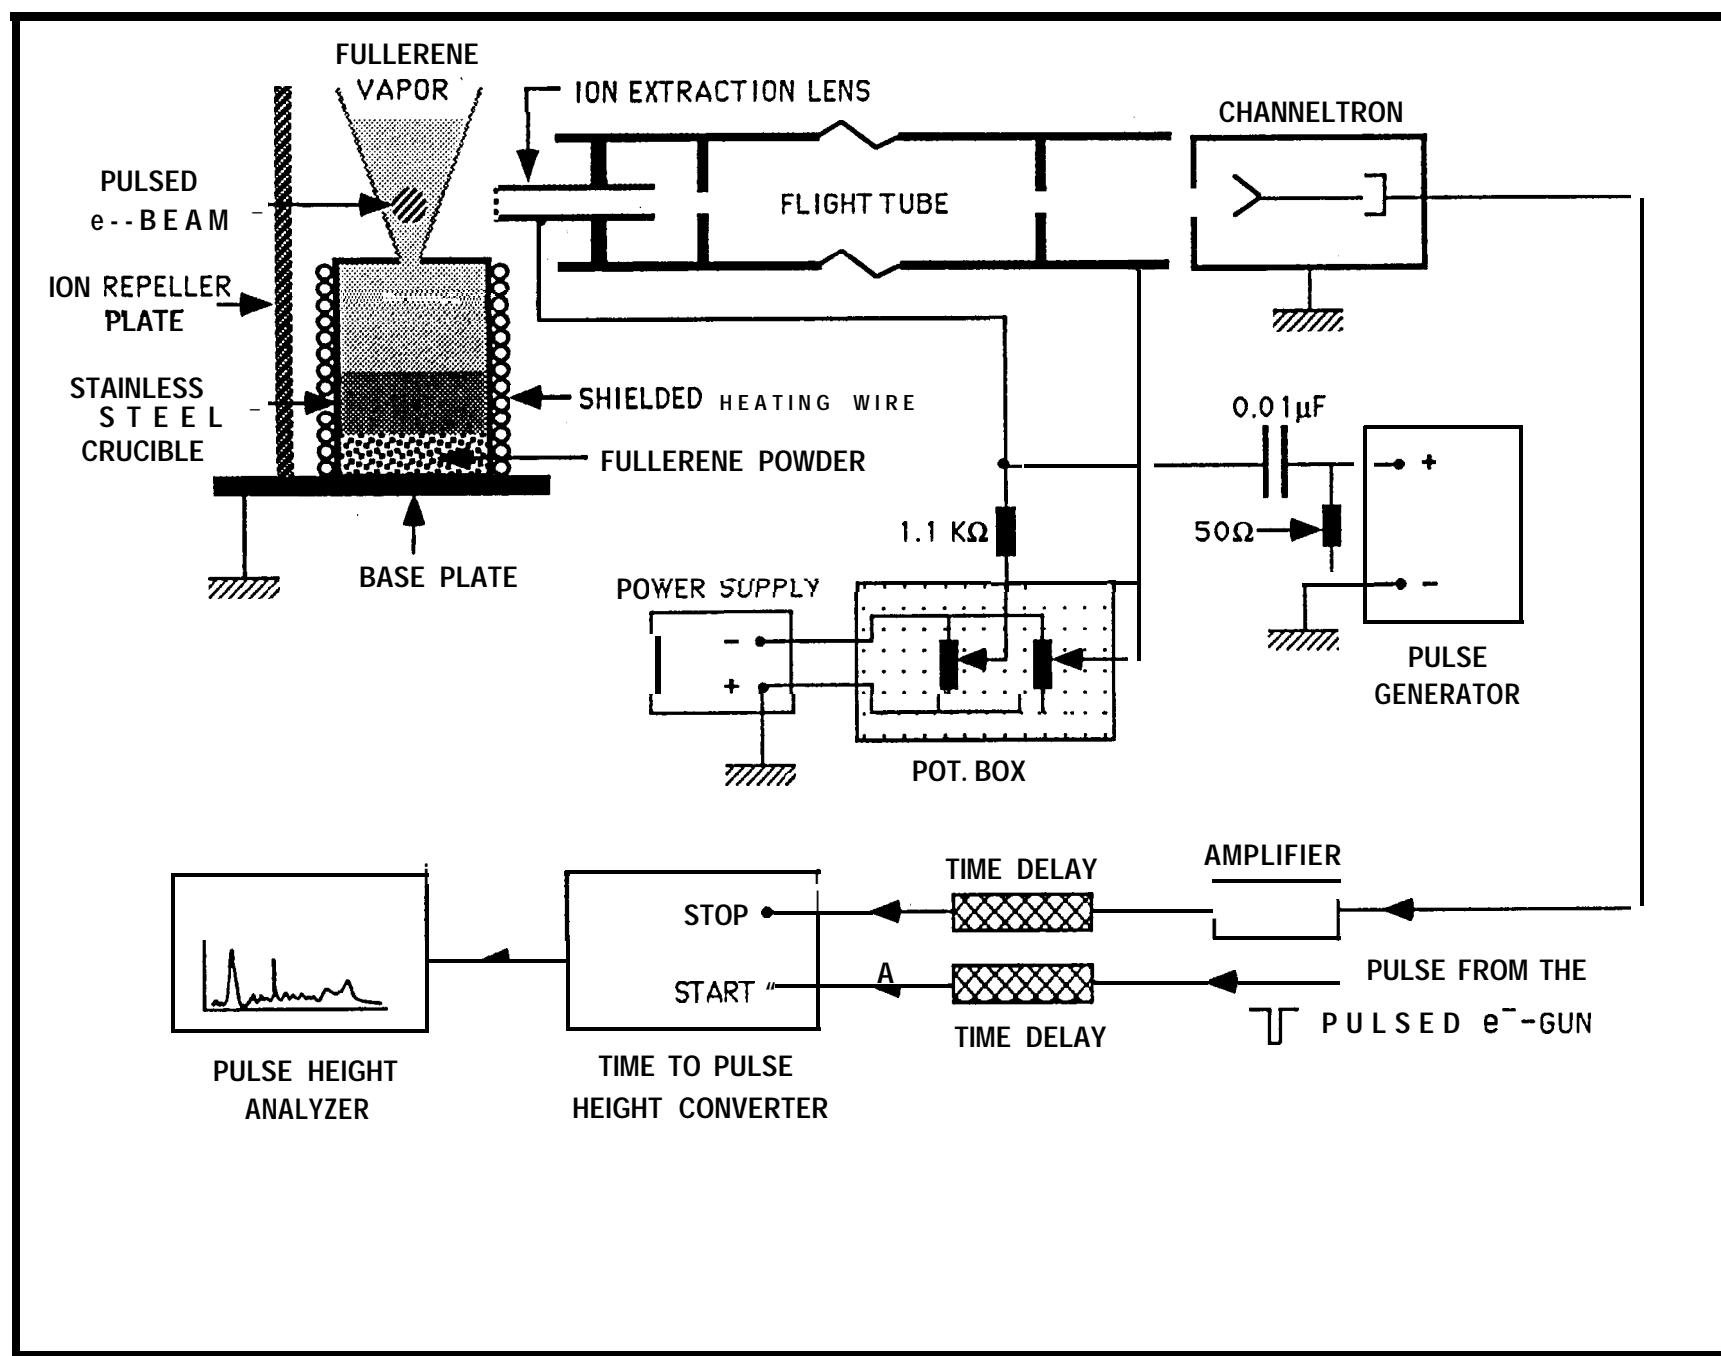 FULLERENE
VAPOR
ION EXTRACTION LENS
CHANNELTRON
PULSED
e--BEAM
FLIGHT TUBE
ION REPELLER
PLATE
STAINLESS
STEEL
CRUCIBLE
SHIELDED HEATING WIRE
FULLERENE POWDER
0.01µF
+
50Ω
1.1 KΩ
-
BASE PLATE
POWER SUPPLY
-
+
PULSE
GENERATOR
POT. BOX
TIME DELAY
AMPLIFIER
STOP
START "
A
PULSE FROM THE
PULSED e⁻-GUN
TIME DELAY
PULSE HEIGHT
ANALYZER
TIME TO PULSE
HEIGHT CONVERTER